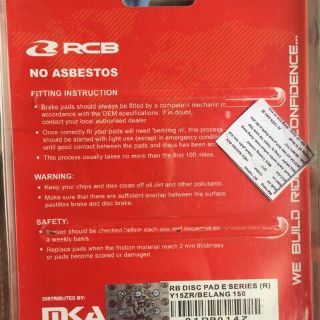 RCB
NO ASBESTOS
FITTING INSTRUCTION
Brake pads should always be fitted by a competent mechanic in
accordance with the OEM specifications. If in doubt,
contact your local authorised dealer.
Once correctly fit your pads will need 'bedding in', this process
should be started with light use (except in emergency condition
until good contact between the pads and discs has been ac
This process usually takes no more than the first 100 miles.
WARNING:
Keep your chips and desk clean off oil, dirt and other pollutants.
Make sure that there are sufficient overlap between the surface
pastilles brake and disc brake.
SAFETY:
Brakes should be checked before each use and inspected on
a weekly basis.
Replace pads when the friction material reach 2 mm thickness
or pads become scored or damaged
WE BUILD CONFIDENCE...
DISTRIBUTED BY:
MKA
RB DISC PAD E SERIES (R)
Y15ZR/BELANG 150